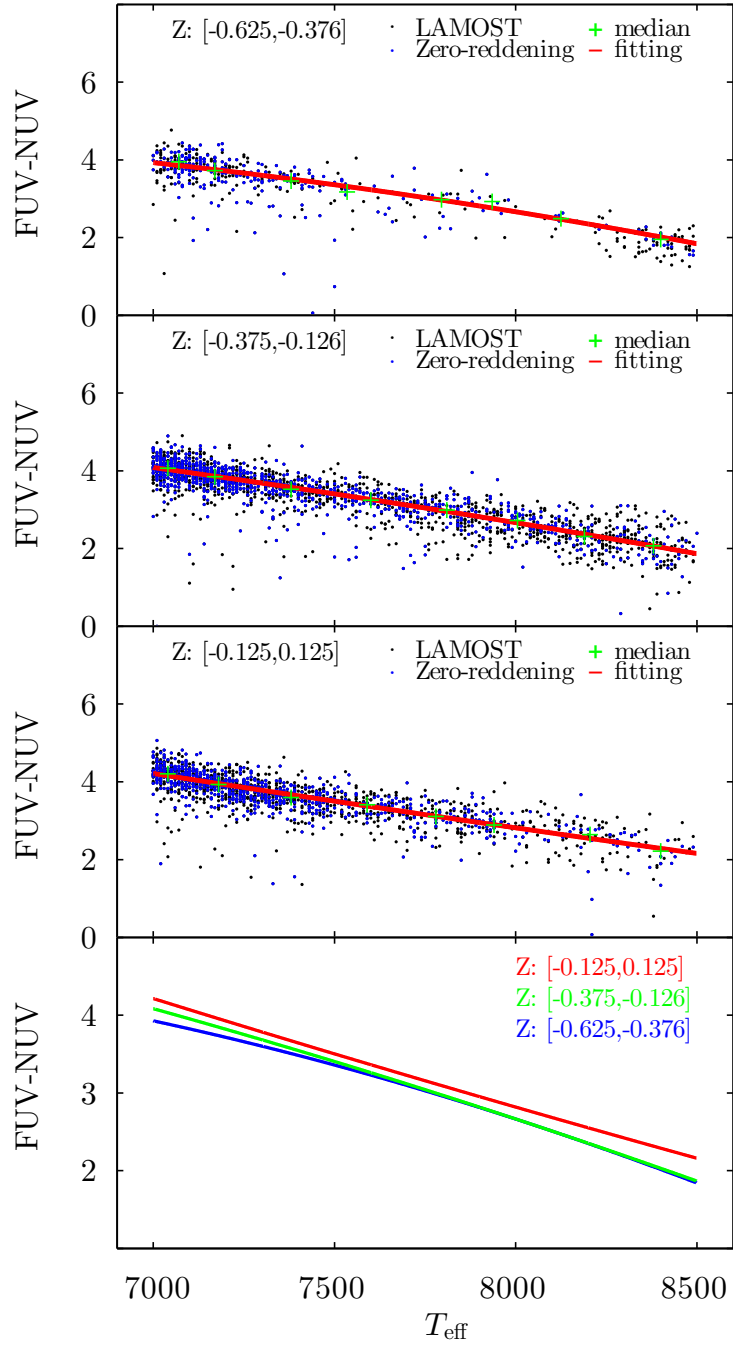 Z: [-0.625,-0.376] LAMOST median
Zero-reddening fitting
6
4
2
0
FUV-NUV
Z: [-0.375,-0.126] LAMOST median
Zero-reddening fitting
6
4
2
0
FUV-NUV
Z: [-0.125,0.125] LAMOST median
Zero-reddening fitting
6
4
2
0
FUV-NUV
Z: [-0.125,0.125]
Z: [-0.375,-0.126]
Z: [-0.625,-0.376]
4
3
2
FUV-NUV
7000 7500 8000 8500
T_eff